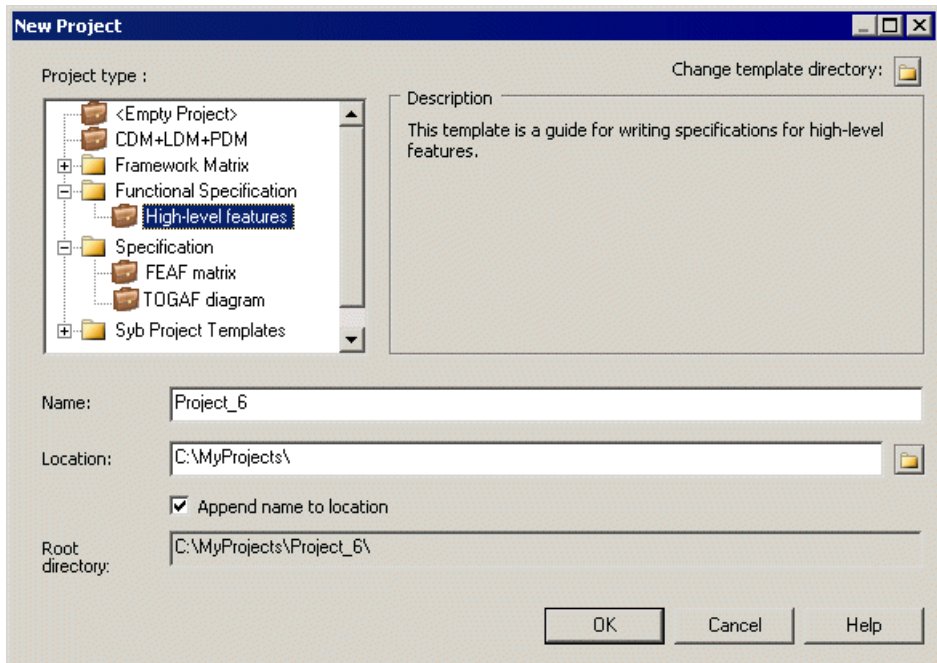 New Project
Project type :
Change template directory:
<Empty Project>
CDM+LDM+PDM
Framework Matrix
Functional Specification
High-level features
Specification
FEAF matrix
TOGAF diagram
Syb Project Templates
Description
This template is a guide for writing specifications for high-level
features.
Name:
Project_6
Location:
C:\MyProjects\
Append name to location
Root
directory:
C:\MyProjects\Project_6\
OK
Cancel
Help